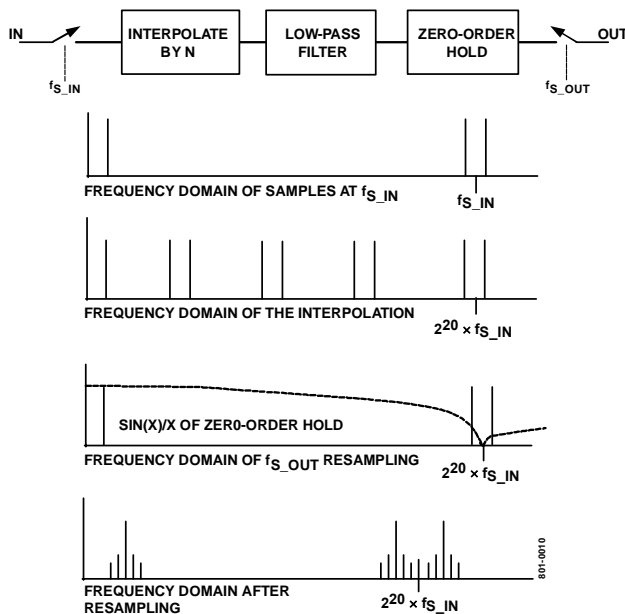 IN
INTERPOLATE
BY N
LOW-PASS
FILTER
ZERO-ORDER
HOLD
OUT
fS_IN
fS_OUT
FREQUENCY DOMAIN OF SAMPLES AT fS_IN
fS_IN
FREQUENCY DOMAIN OF THE INTERPOLATION
2^20 × fS_IN
SIN(X)/X OF ZER0-ORDER HOLD
FREQUENCY DOMAIN OF fS_OUT RESAMPLING
2^20 × fS_IN
FREQUENCY DOMAIN AFTER
RESAMPLING
2^20 × fS_IN
801-0010